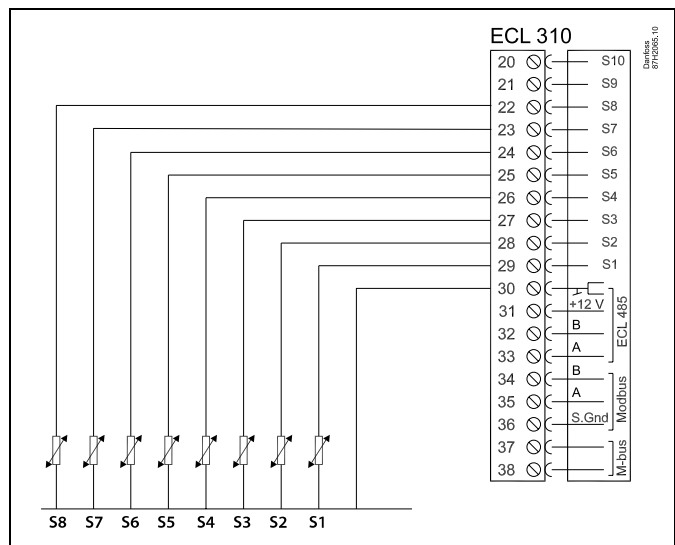 ECL 310
Danfoss
87H2065.10
20 S10
21 S9
22 S8
23 S7
24 S6
25 S5
26 S4
27 S3
28 S2
29 S1
30
31 +12 V
32 B
33 A
ECL 485
34 B
35 A
36 S.Gnd
Modbus
37
38
M-bus
S8 S7 S6 S5 S4 S3 S2 S1